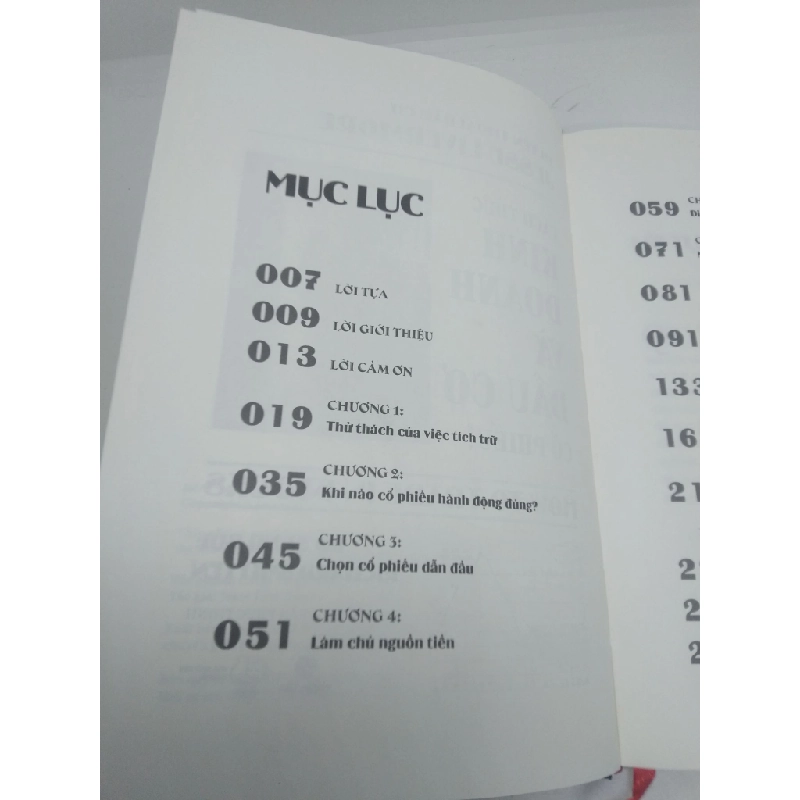 MỤC LỤC
007 LỜI TỰA
009 LỜI GIỚI THIỆU
013 LỜI CẢM ƠN
019 CHƯƠNG 1:
Thử thách của việc tích trữ
035 CHƯƠNG 2:
Khi nào cổ phiếu hành động đúng?
045 CHƯƠNG 3:
Chọn cổ phiếu dẫn đầu
051 CHƯƠNG 4:
Làm chủ nguồn tiền
059
071
081
091
133